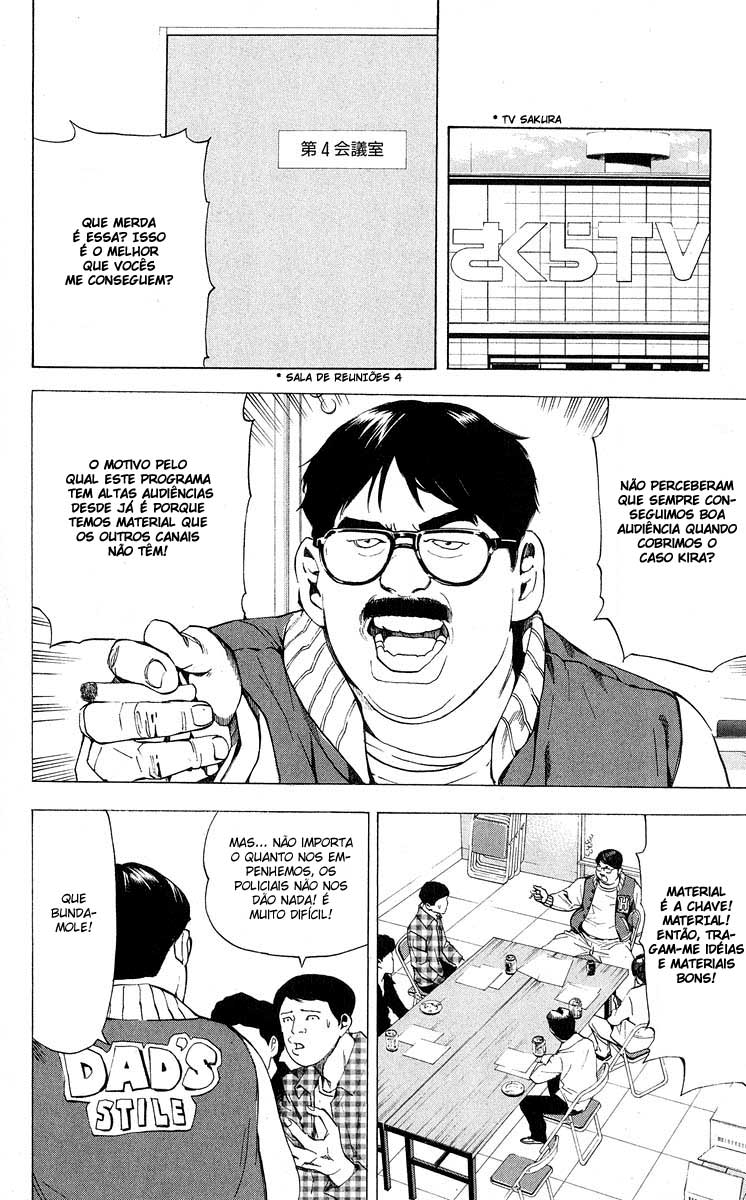 * TV SAKURA
さくらTV
第4会議室
QUE MERDA
É ESSA? ISSO
É O MELHOR
QUE VOCÊS
ME CONSEGUEM?
* SALA DE REUNIÕES 4
NÃO PERCEBERAM
QUE SEMPRE CON-
SEGUIMOS BOA
AUDIÊNCIA QUANDO
COBRIMOS O
CASO KIRA?
O MOTIVO PELO
QUAL ESTE PROGRAMA
TEM ALTAS AUDIÊNCIAS
DESDE JÁ É PORQUE
TEMOS MATERIAL QUE
OS OUTROS CANAIS
NÃO TÊM!
MATERIAL
É A CHAVE!
MATERIAL!
ENTÃO, TRA-
GAM-ME IDÉIAS
E MATERIAIS
BONS!
MAS... NÃO IMPORTA
O QUANTO NOS EM-
PENHEMOS, OS
POLICIAIS NÃO NOS
DÃO NADA! É
MUITO DIFÍCIL!
QUE
BUNDA-
MOLE!
DAD'S
STILE